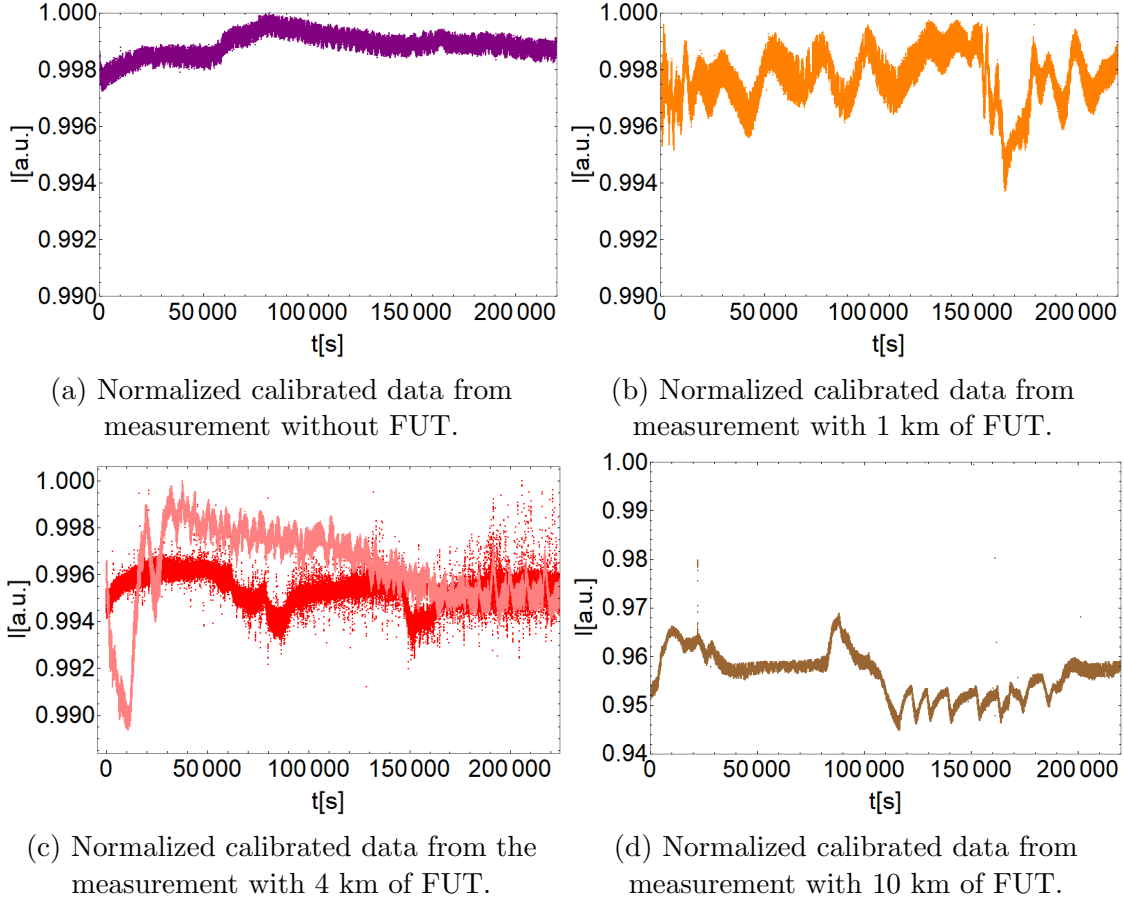 1.000
0.998
0.996
0.994
0.992
0.990
I[a.u.]
0 50 000 100 000 150 000 200 000
t[s]
(a) Normalized calibrated data from
measurement without FUT.
1.000
0.998
0.996
0.994
0.992
0.990
I[a.u.]
0 50 000 100 000 150 000 200 000
t[s]
(b) Normalized calibrated data from
measurement with 1 km of FUT.
1.000
0.998
0.996
0.994
0.992
0.990
I[a.u.]
0 50 000 100 000 150 000 200 000
t[s]
(c) Normalized calibrated data from the
measurement with 4 km of FUT.
1.00
0.99
0.98
0.97
0.96
0.95
0.94
I[a.u.]
0 50 000 100 000 150 000 200 000
t[s]
(d) Normalized calibrated data from
measurement with 10 km of FUT.